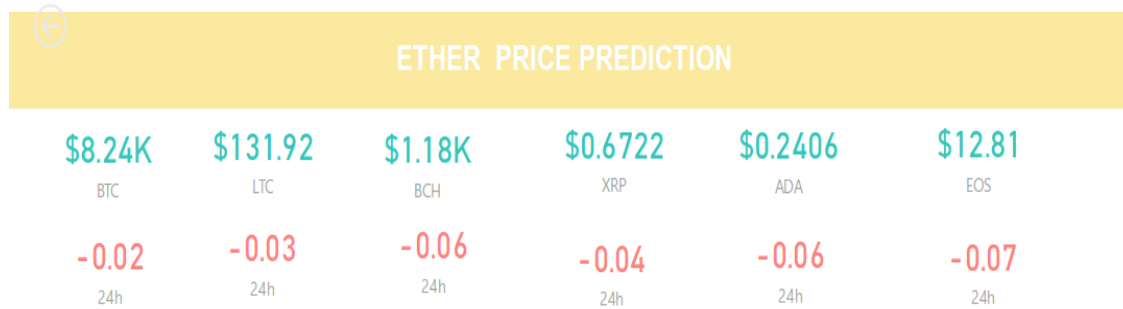 ETHER PRICE PREDICTION
$8.24K $131.92 $1.18K $0.6722 $0.2406 $12.81
BTC LTC BCH XRP ADA EOS
-0.02 -0.03 -0.06 -0.04 -0.06 -0.07
24h 24h 24h 24h 24h 24h